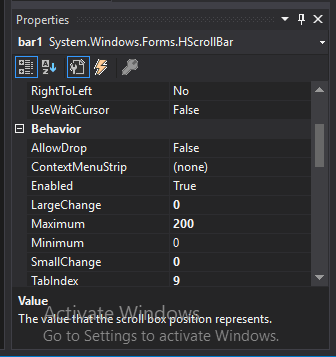 Properties
bar1 System.Windows.Forms.HScrollBar
RightToLeft No
UseWaitCursor False
Behavior
AllowDrop False
ContextMenuStrip (none)
Enabled True
LargeChange 0
Maximum 200
Minimum 0
SmallChange 0
TabIndex 9
Value
The value that the scroll box position represents.
Activate Windows
Go to Settings to activate Windows.